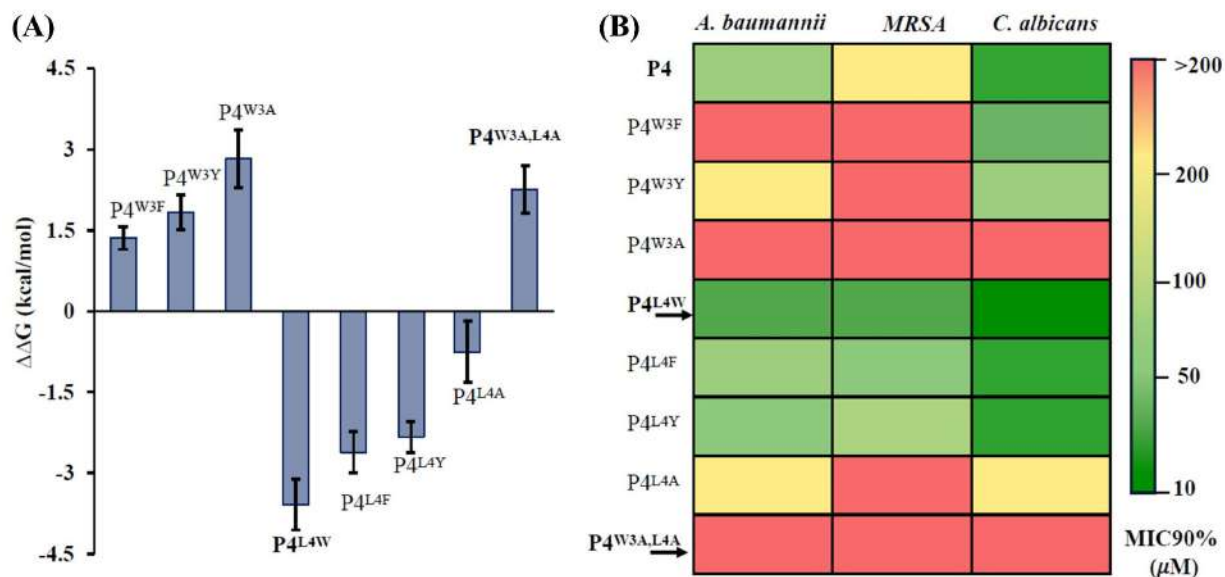 (A)
ΔΔG (kcal/mol)
4.5
3
1.5
0
-1.5
-3
-4.5
P4W3F
P4W3Y
P4W3A
P4L4W
P4L4F
P4L4Y
P4L4A
P4W3A,L4A
(B)
A. baumannii MRSA C. albicans
P4
P4W3F
P4W3Y
P4W3A
P4L4W
P4L4F
P4L4Y
P4L4A
P4W3A,L4A
>200
200
100
50
10
MIC90%
(μM)